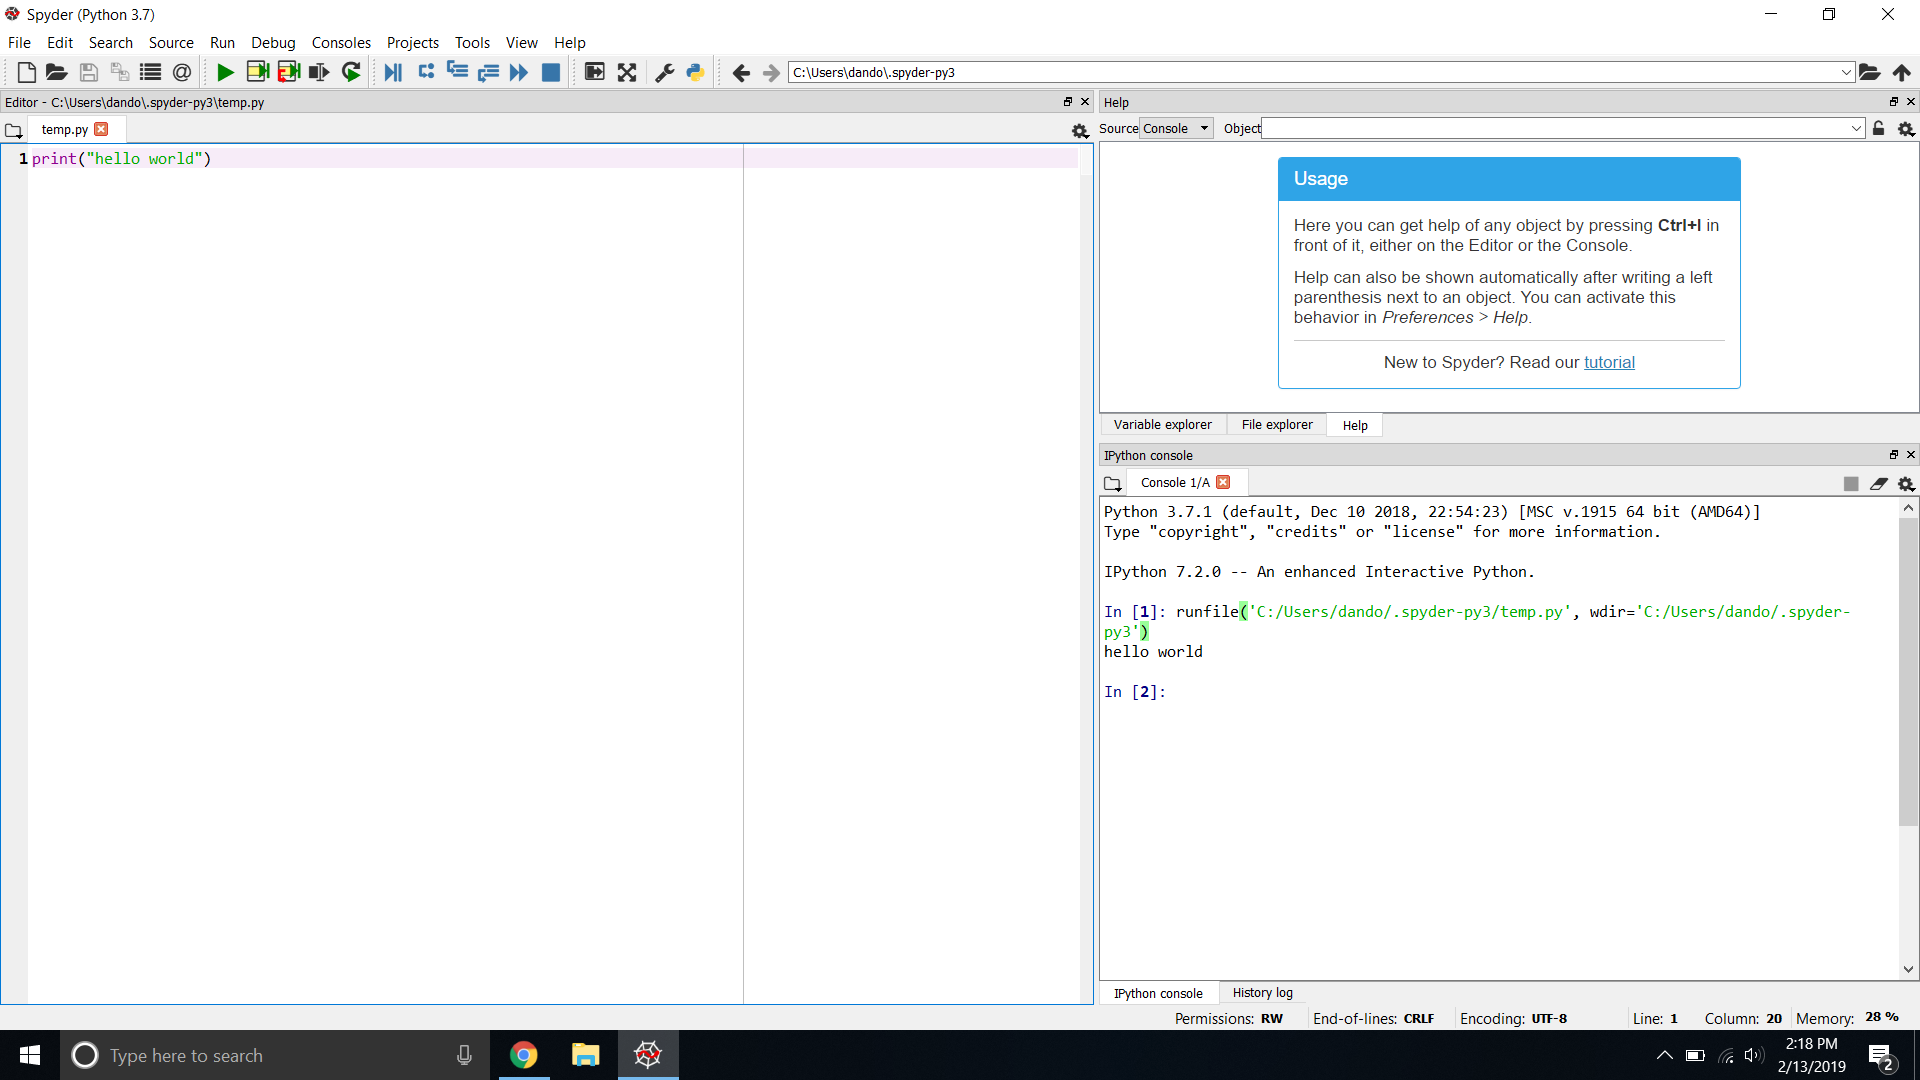 Spyder (Python 3.7)
File Edit Search Source Run Debug Consoles Projects Tools View Help
C:\Users\dando\.spyder-py3
Editor - C:\Users\dando\.spyder-py3\temp.py
temp.py
1 print("hello world")
Help
Source Console Object
Usage
Here you can get help of any object by pressing Ctrl+I in
front of it, either on the Editor or the Console.
Help can also be shown automatically after writing a left
parenthesis next to an object. You can activate this
behavior in Preferences > Help.
New to Spyder? Read our tutorial
Variable explorer File explorer Help
IPython console
Console 1/A
Python 3.7.1 (default, Dec 10 2018, 22:54:23) [MSC v.1915 64 bit (AMD64)]
Type "copyright", "credits" or "license" for more information.
IPython 7.2.0 -- An enhanced Interactive Python.
In [1]: runfile('C:/Users/dando/.spyder-py3/temp.py', wdir='C:/Users/dando/.spyder-
py3')
hello world
In [2]:
IPython console History log
Permissions: RW End-of-lines: CRLF Encoding: UTF-8 Line: 1 Column: 20 Memory: 28 %
Type here to search
2:18 PM
2/13/2019
2